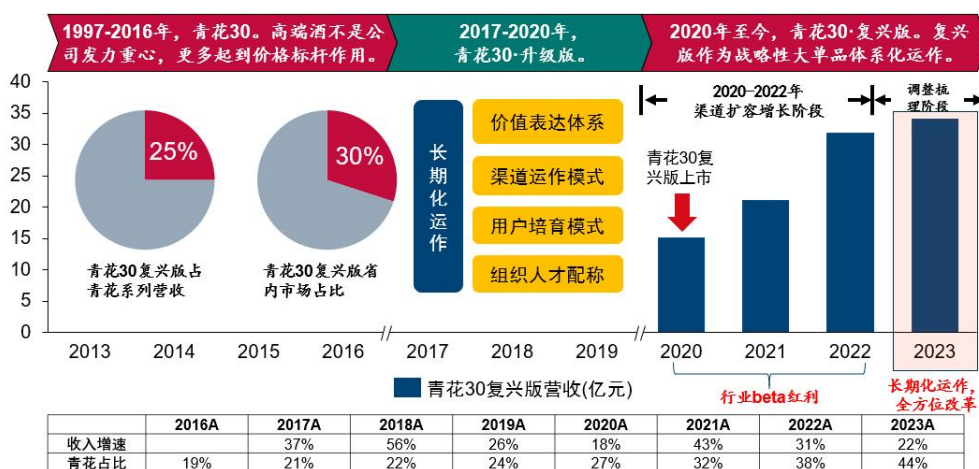 1997-2016年，青花30。高端酒不是公
司发力重心，更多起到价格标杆作用。
2017-2020年，
青花30·升级版。
2020年至今，青花30·复兴版。复兴
版作为战略性大单品体系化运作。
40
35
30
25
20
15
10
5
0
25%
青花30复兴版占
青花系列营收
30%
青花30复兴版省
内市场占比
长期化运作
价值表达体系
渠道运作模式
用户培育模式
组织人才配称
2020-2022年
渠道扩容增长阶段
调整梳
理阶段
青花30复
兴版上市
2013 2014 2015 2016 2017 2018 2019 2020 2021 2022 2023
青花30复兴版营收(亿元)
行业beta红利
长期化运作，
全方位改革
2016A 2017A 2018A 2019A 2020A 2021A 2022A 2023A
收入增速 37% 56% 26% 18% 43% 31% 22%
青花占比 19% 21% 22% 24% 27% 32% 38% 44%